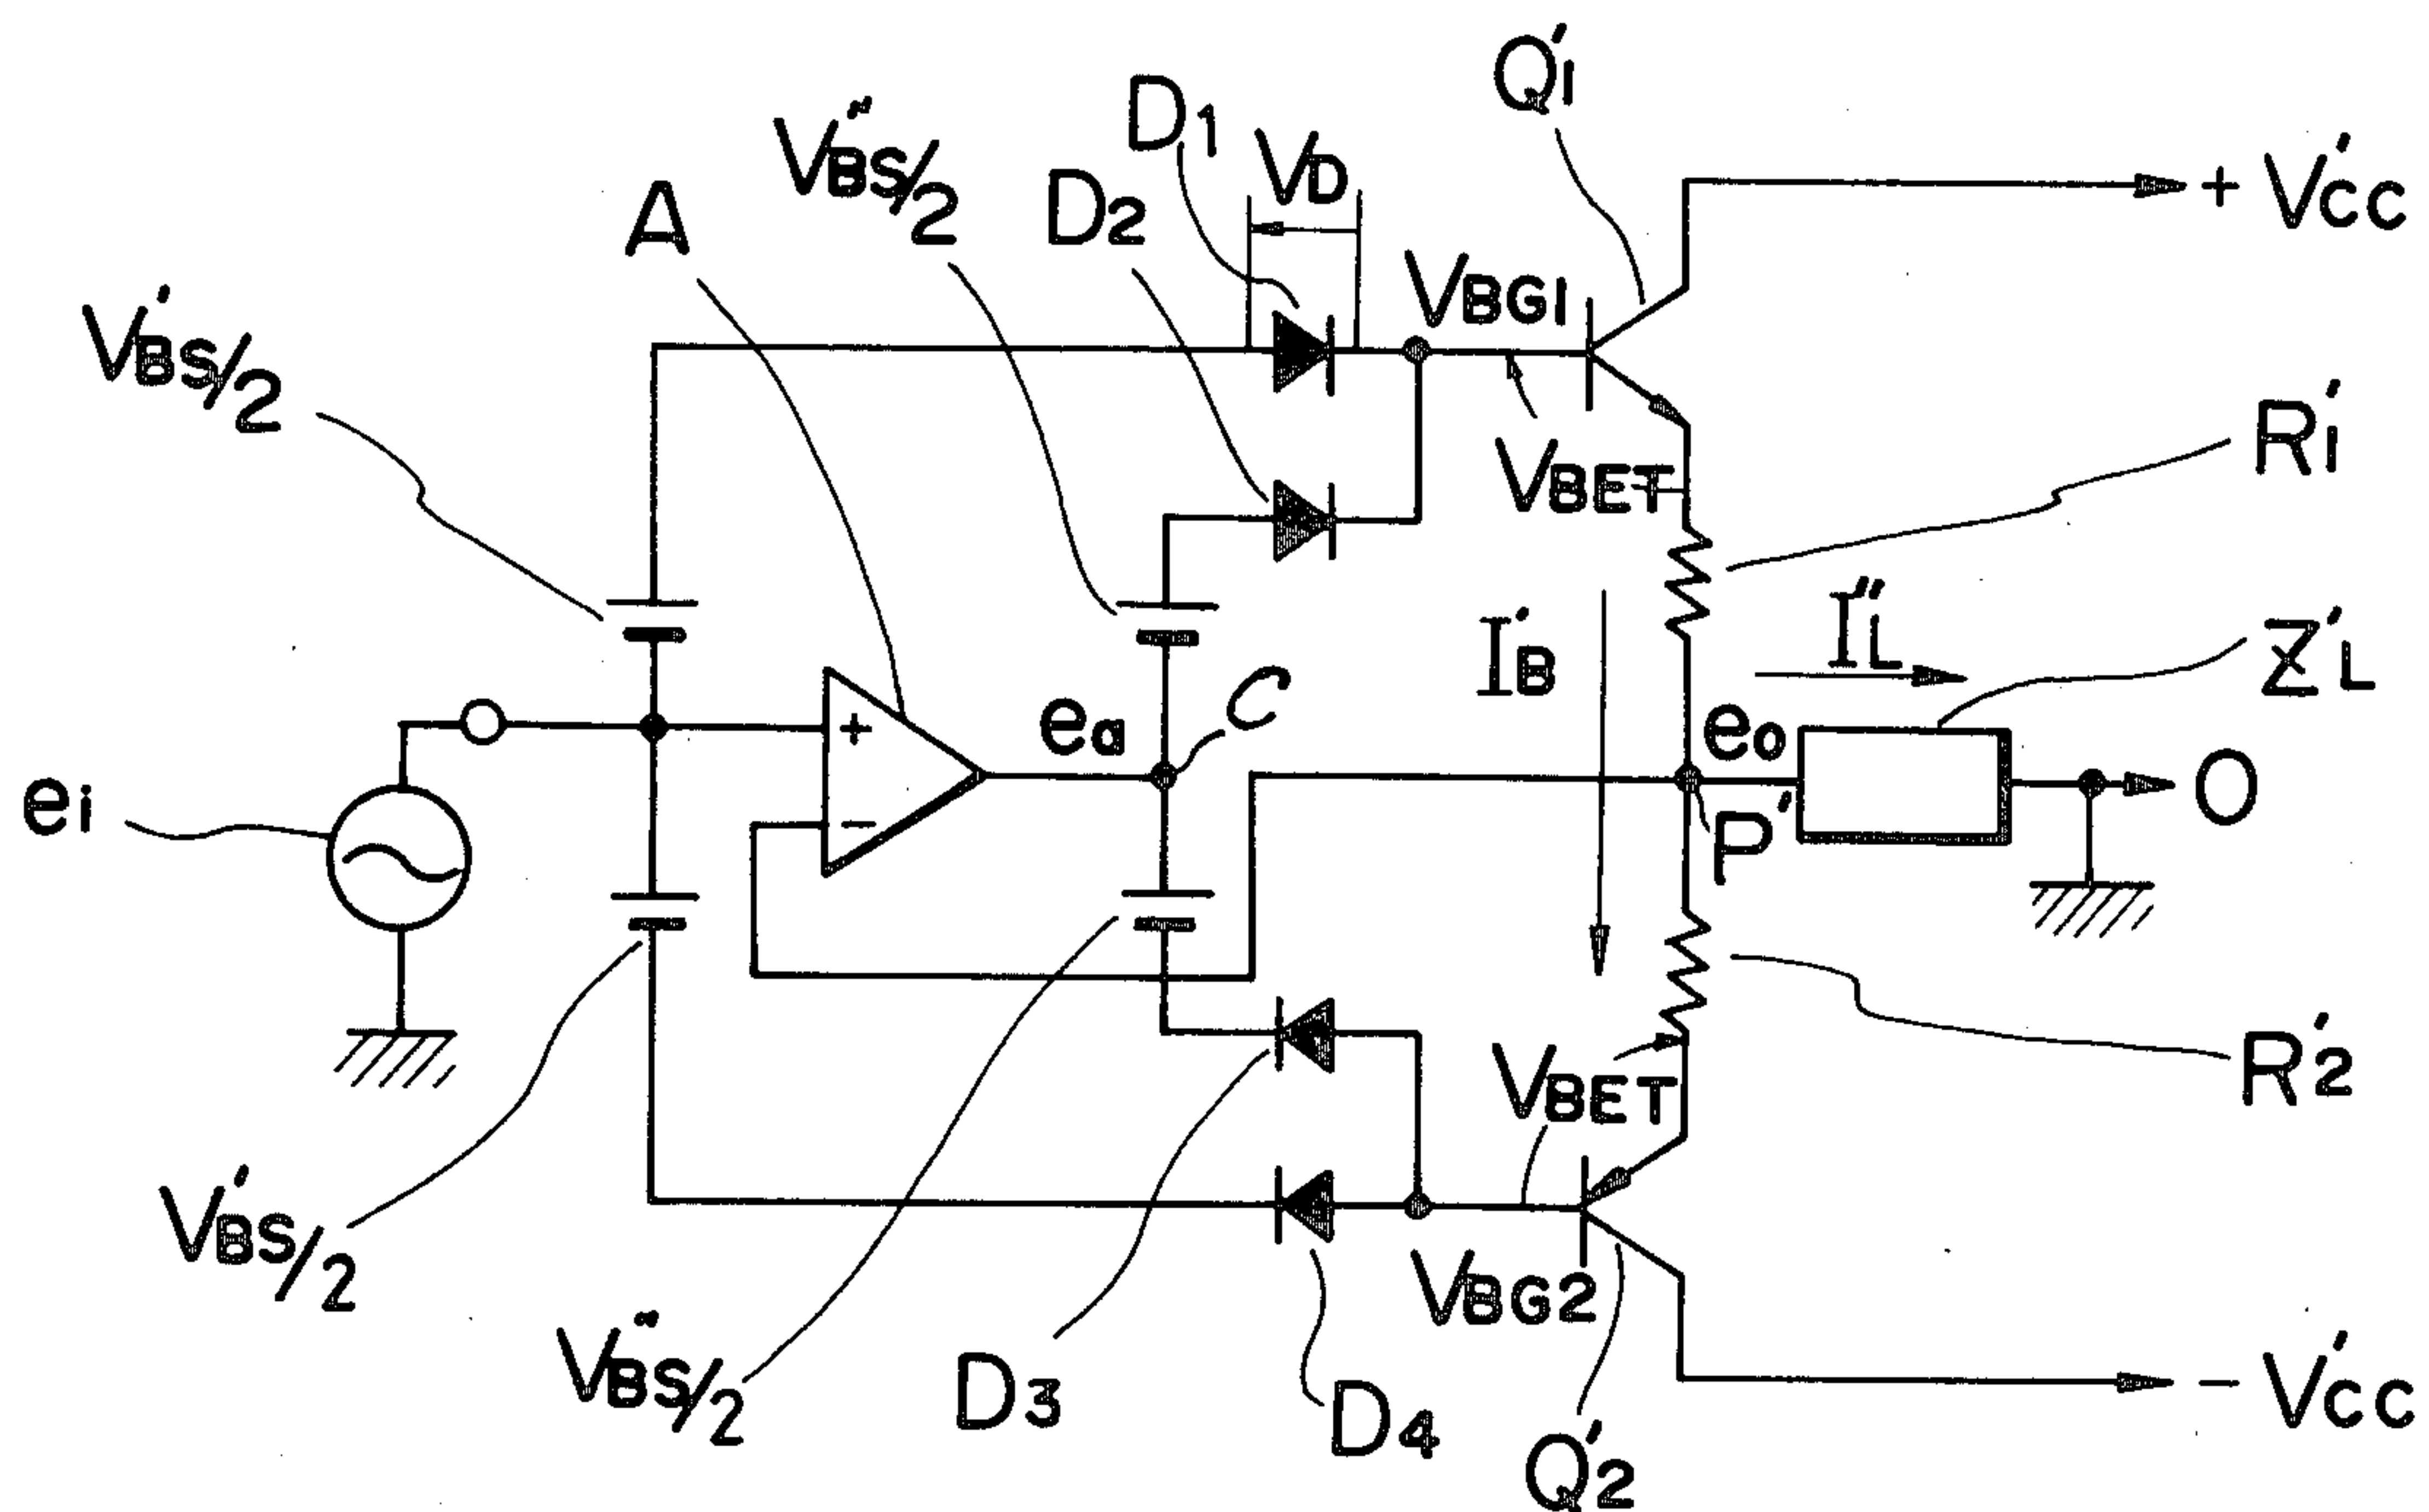 Q'1
D1
V"BS/2
VD
A
D2
+ V'CC
VBG1
V'BS/2
R'1
VBET
I"L
I'B
Z'L
+
ea
C
eo
ei
O
-
P'
VBET
R'2
V'BS/2
VBG2
V"BS/2
D3
D4
- V'CC
Q'2